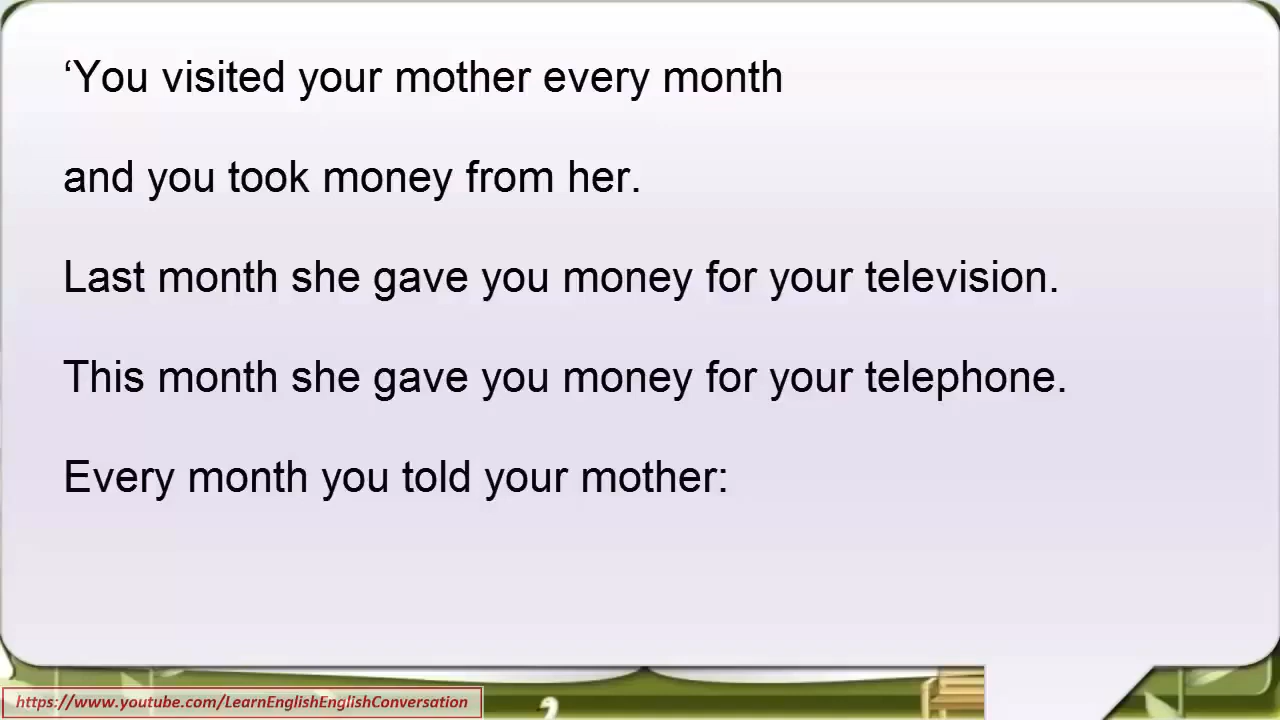 ‘You visited your mother every month
and you took money from her.
Last month she gave you money for your television.
This month she gave you money for your telephone.
Every month you told your mother:
https://www.youtube.com/LearnEnglishEnglishConversation